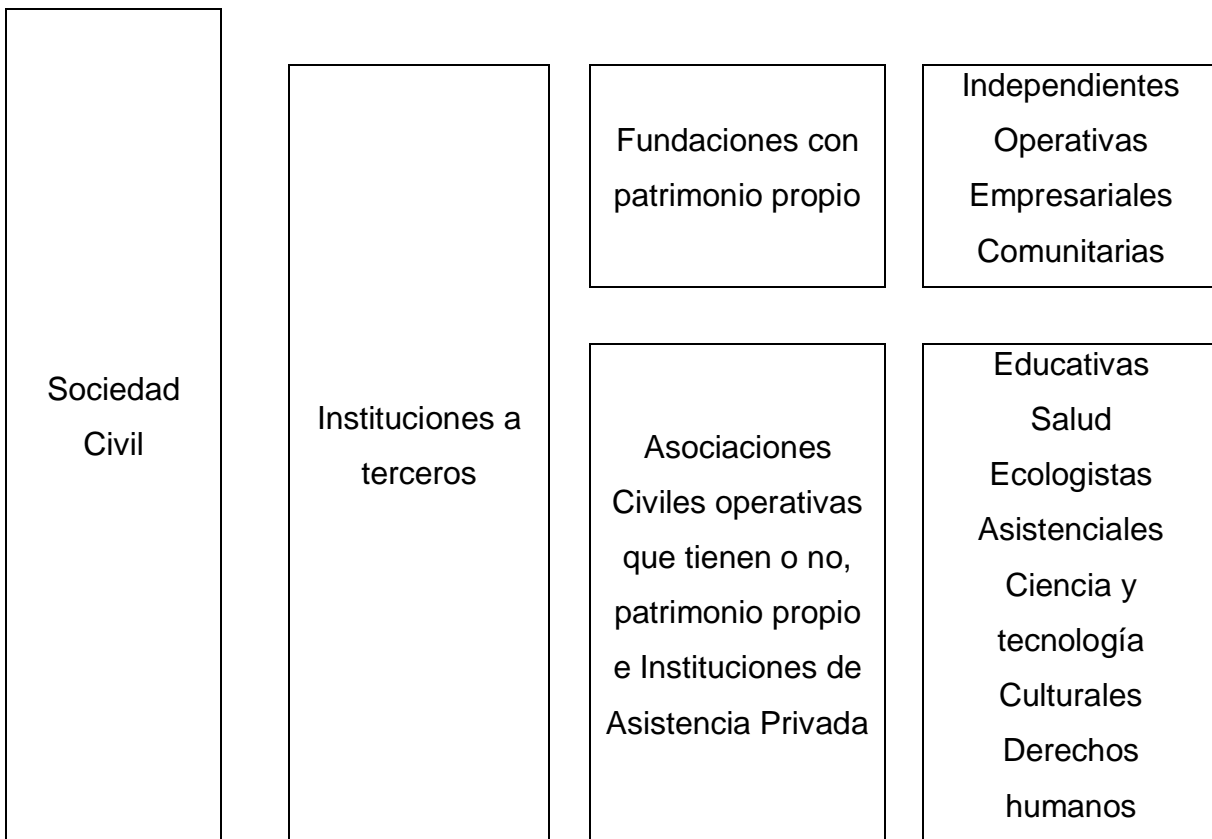 Sociedad
Civil
Instituciones a
terceros
Fundaciones con
patrimonio propio
Independientes
Operativas
Empresariales
Comunitarias
Asociaciones
Civiles operativas
que tienen o no,
patrimonio propio
e Instituciones de
Asistencia Privada
Educativas
Salud
Ecologistas
Asistenciales
Ciencia y
tecnología
Culturales
Derechos
humanos